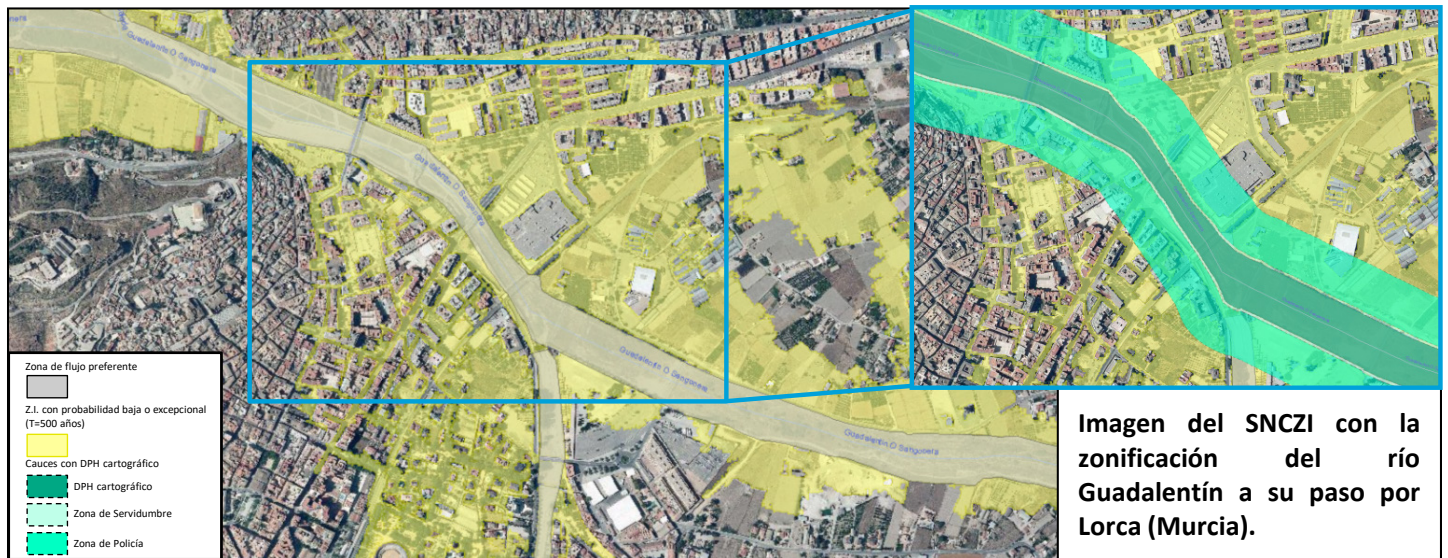 Guadalentín O Sangonera
Guadalentín O Sangonera
Guadalentín O Sangonera
Guadalentín O Sangonera
Zona de flujo preferente
Z.I. con probabilidad baja o excepcional
(T=500 años)
Cauces con DPH cartográfico
DPH cartográfico
Zona de Servidumbre
Zona de Policía
Imagen del SNCZI con la
zonificación del río
Guadalentín a su paso por
Lorca (Murcia).